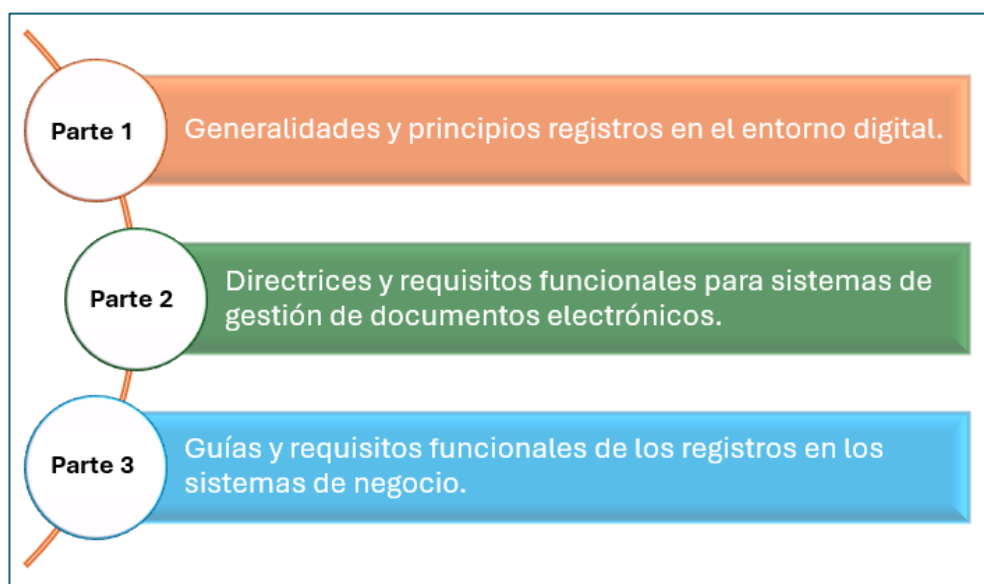 Parte 1
Generalidades y principios registros en el entorno digital.
Parte 2
Directrices y requisitos funcionales para sistemas de
gestión de documentos electrónicos.
Parte 3
Guías y requisitos funcionales de los registros en los
sistemas de negocio.